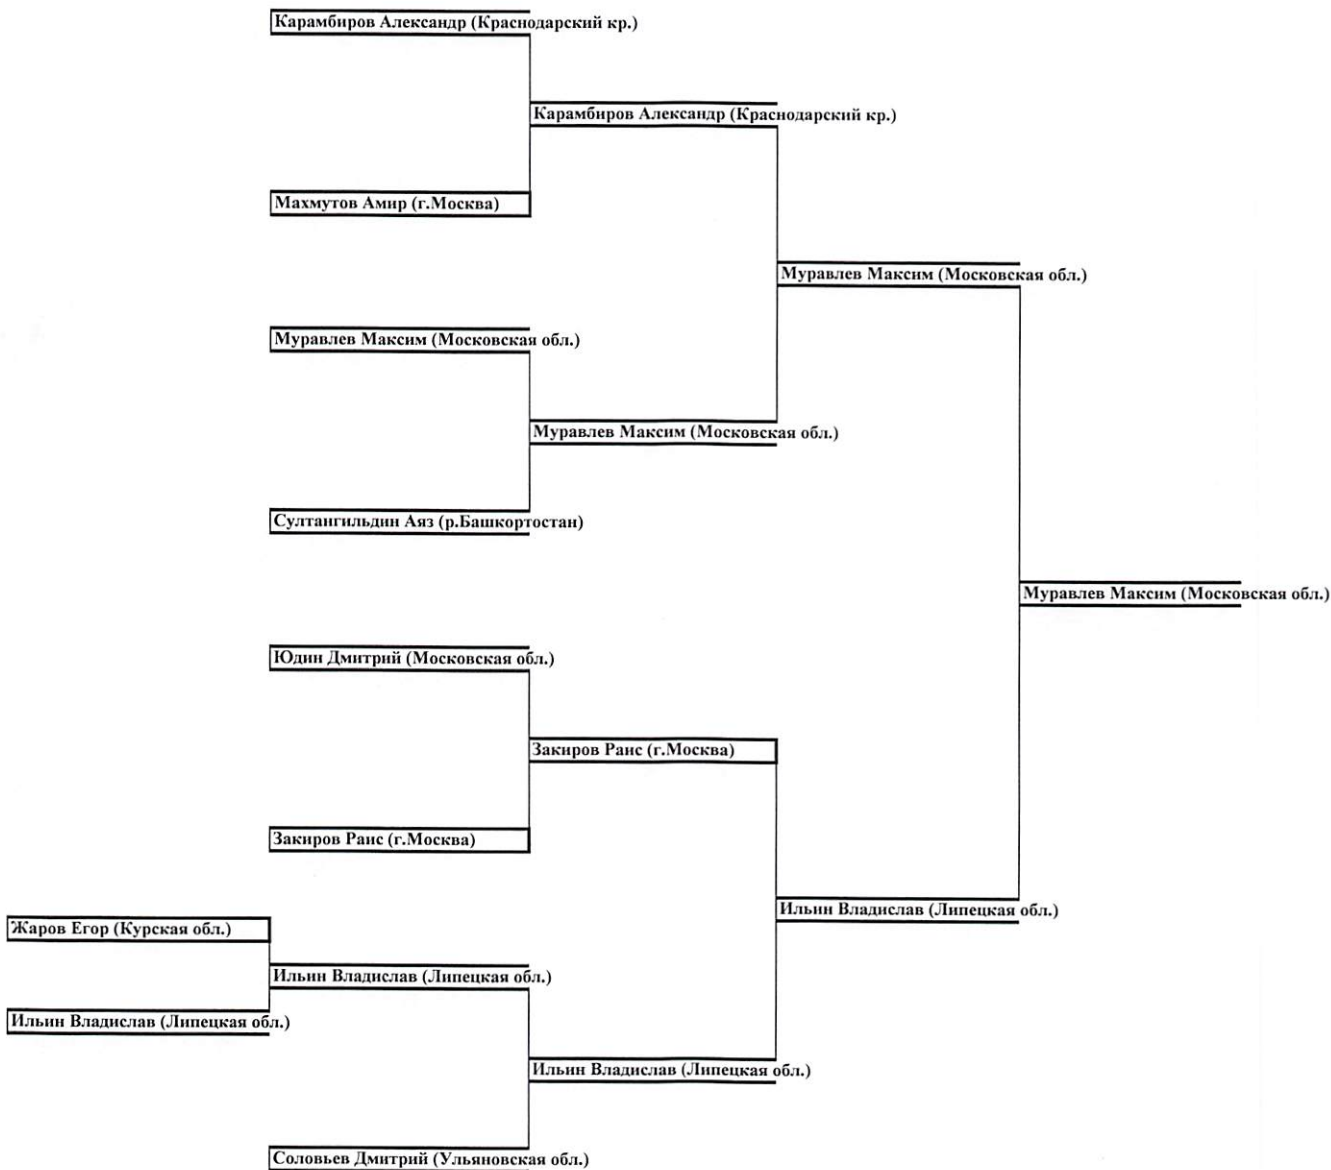 Карамбиров Александр (Краснодарский кр.)
Карамбиров Александр (Краснодарский кр.)
Махмутов Амир (г.Москва)
Муравлев Максим (Московская обл.)
Муравлев Максим (Московская обл.)
Муравлев Максим (Московская обл.)
Султангильдин Аяз (р.Башкортостан)
Муравлев Максим (Московская обл.)
Юдин Дмитрий (Московская обл.)
Закиров Раис (г.Москва)
Закиров Раис (г.Москва)
Ильин Владислав (Липецкая обл.)
Жаров Егор (Курская обл.)
Ильин Владислав (Липецкая обл.)
Ильин Владислав (Липецкая обл.)
Ильин Владислав (Липецкая обл.)
Соловьев Дмитрий (Ульяновская обл.)